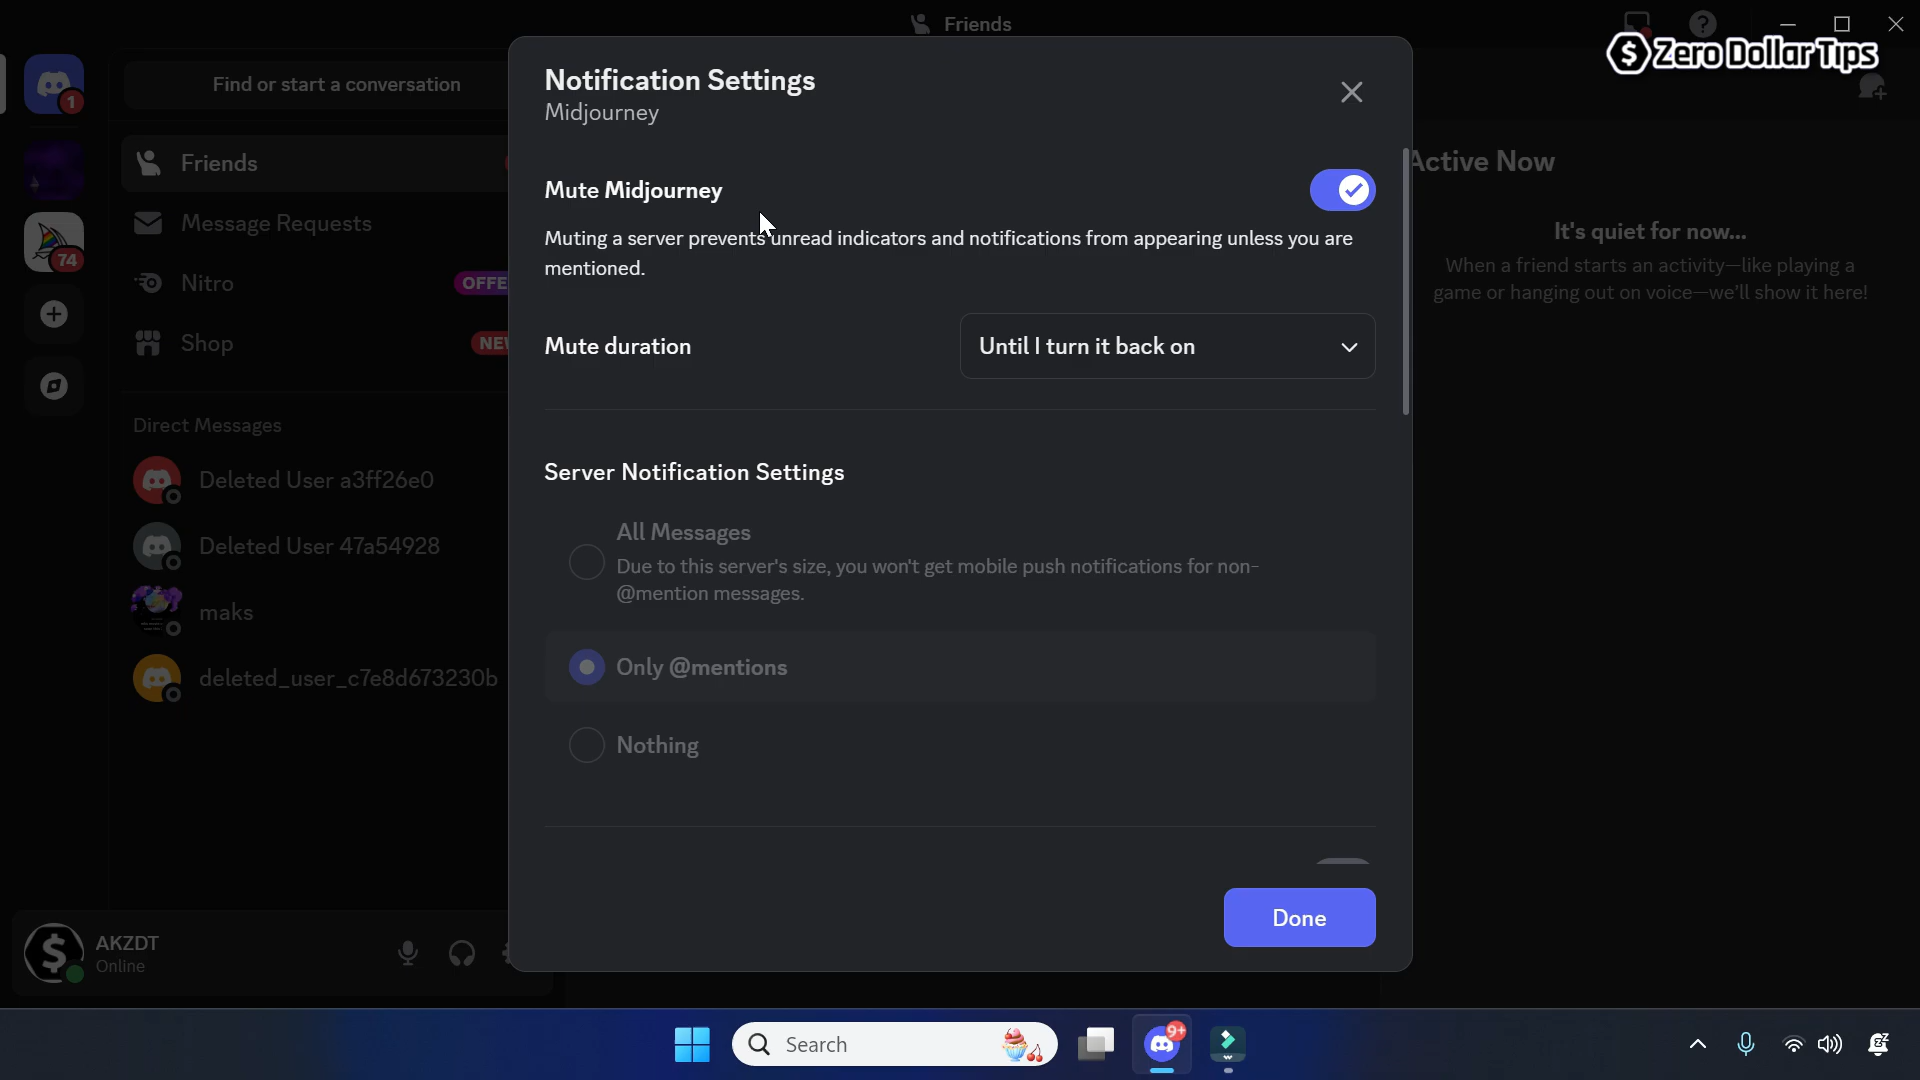 Friends
$ Zero Dollar Tips
Find or start a conversation
1
Friends
Message Requests
Nitro
OFFE
Shop
NEW
74
Direct Messages
Deleted User a3ff26e0
Deleted User 47a54928
maks
deleted_user_c7e8d673230b
AKZDT
Online
Notification Settings
Midjourney
Mute Midjourney
Muting a server prevents unread indicators and notifications from appearing unless you are
mentioned.
Mute duration
Until I turn it back on
Server Notification Settings
All Messages
Due to this server's size, you won't get mobile push notifications for non-
@mention messages.
Only @mentions
Nothing
Done
Active Now
It's quiet for now...
When a friend starts an activity—like playing a
game or hanging out on voice—we'll show it here!
Search
9+